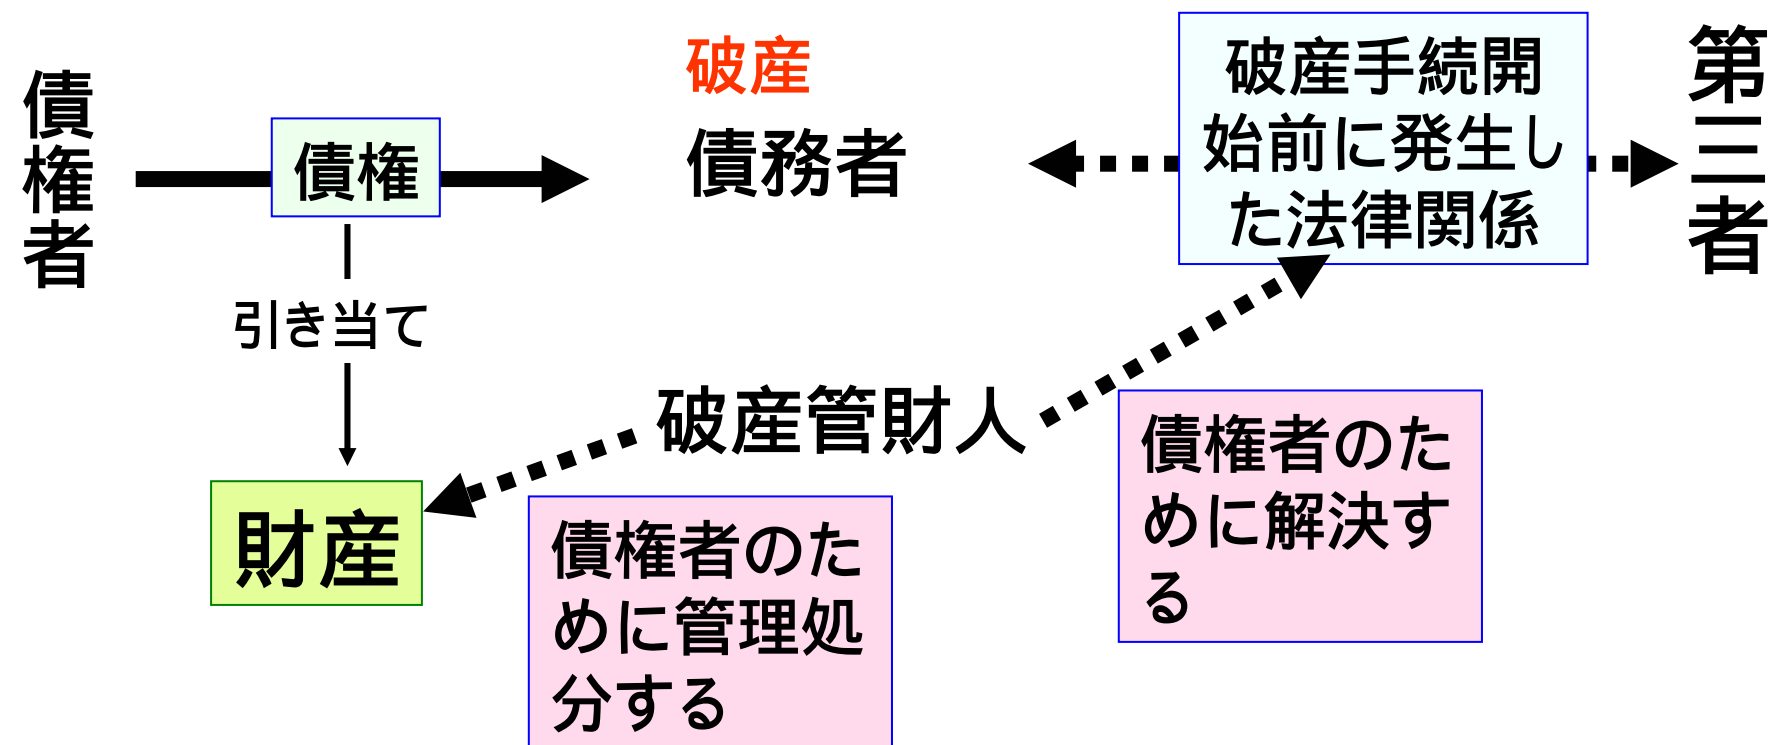 債権者
債権
引き当て
財産
破産
債務者
破産手続開
始前に発生し
た法律関係
第三者
破産管財人
債権者のた
めに管理処
分する
債権者のた
めに解決す
る